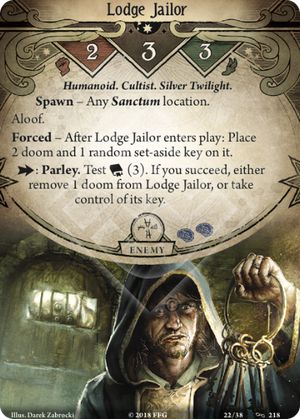 Lodge Jailor
2 3 3
Humanoid. Cultist. Silver Twilight.
Spawn – Any Sanctum location.
Aloof.
Forced – After Lodge Jailor enters play: Place
2 doom and 1 random set-aside key on it.
: Parley. Test (3). If you succeed, either
remove 1 doom from Lodge Jailor, or take
control of its key.
ENEMY
Illus. Darek Zabrocki
© 2018 FFG
22/38
218